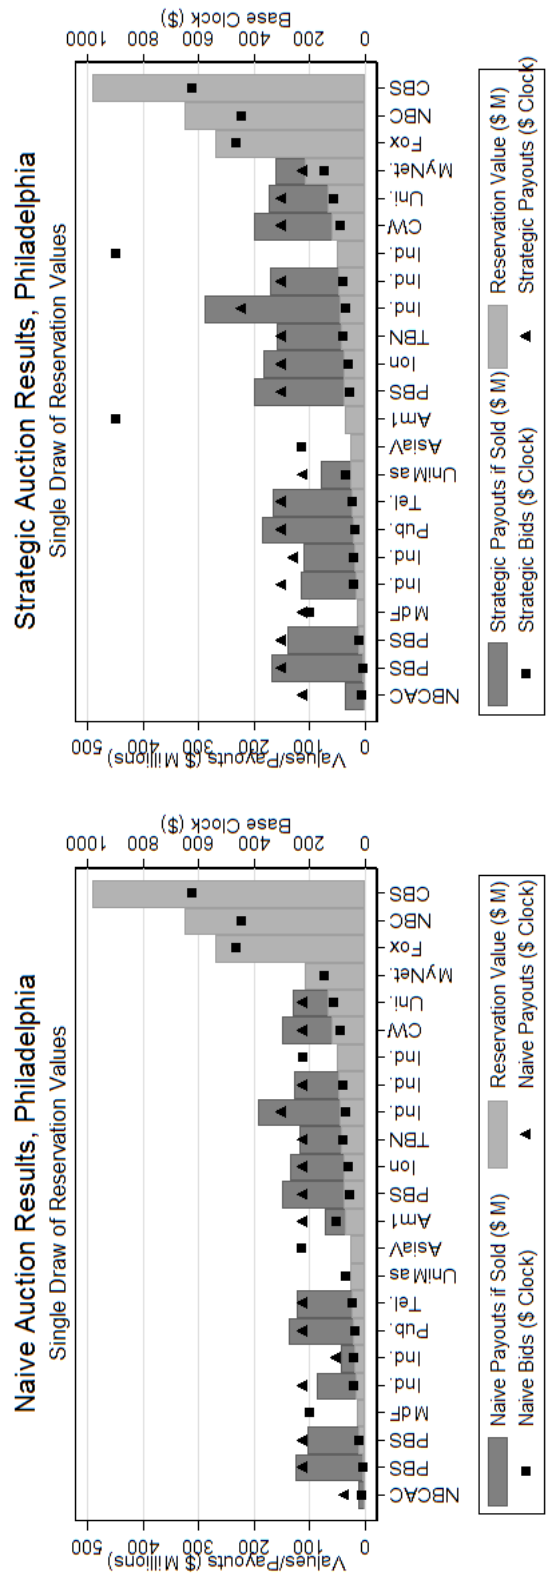 Naive Auction Results, Philadelphia
Single Draw of Reservation Values
Values/Payouts ($ Millions)
0 100 200 300 400 500
Base Clock ($)
0 200 400 600 800 1000
NBCAC
PBS
PBS
MdF
Ind.
Ind.
Pub.
Tel.
UniMas
AsiaV
Am1
PBS
Ion
TBN
Ind.
Ind.
Ind.
CW
Uni.
MyNet.
Fox
NBC
CBS
Naive Payouts if Sold ($ M)
Reservation Value ($ M)
Naive Bids ($ Clock)
Naive Payouts ($ Clock)
Strategic Auction Results, Philadelphia
Single Draw of Reservation Values
Values/Payouts ($ Millions)
0 100 200 300 400 500
Base Clock ($)
0 200 400 600 800 1000
NBCAC
PBS
PBS
MdF
Ind.
Ind.
Pub.
Tel.
UniMas
AsiaV
Am1
PBS
Ion
TBN
Ind.
Ind.
Ind.
CW
Uni.
MyNet.
Fox
NBC
CBS
Strategic Payouts if Sold ($ M)
Reservation Value ($ M)
Strategic Bids ($ Clock)
Strategic Payouts ($ Clock)